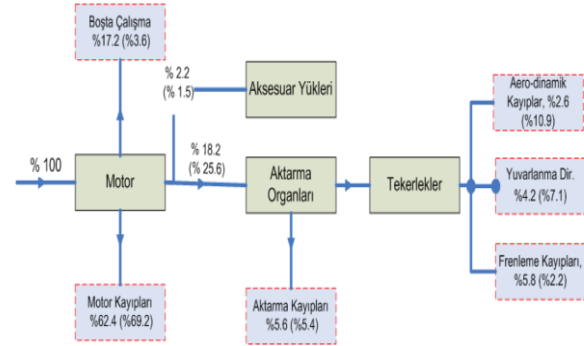 Boşta Çalışma
%17.2 (%3.6)
% 2.2
(% 1.5)
Aksesuar Yükleri
Aero-dinamik
Kayıplar, %2.6
(%10.9)
% 100
Motor
% 18.2
(% 25.6)
Aktarma
Organları
Tekerlekler
Yuvarlanma Dir.
%4.2 (%7.1)
Motor Kayıpları
%62.4 (%69.2)
Aktarma Kayıpları
%5.6 (%5.4)
Frenleme Kayıpları,
%5.8 (%2.2)